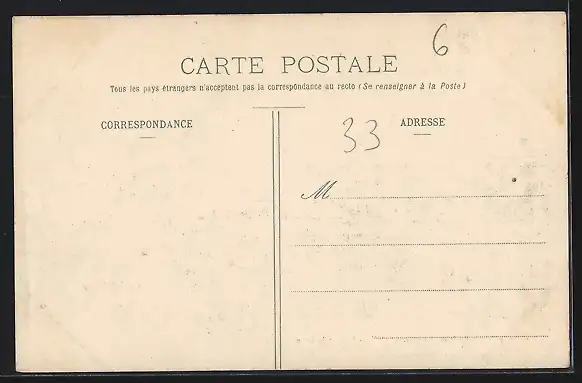 6
CARTE POSTALE
Tous les pays étrangers n'acceptent pas la correspondance au recto (Se renseigner à la Poste)
CORRESPONDANCE
33
ADRESSE
M